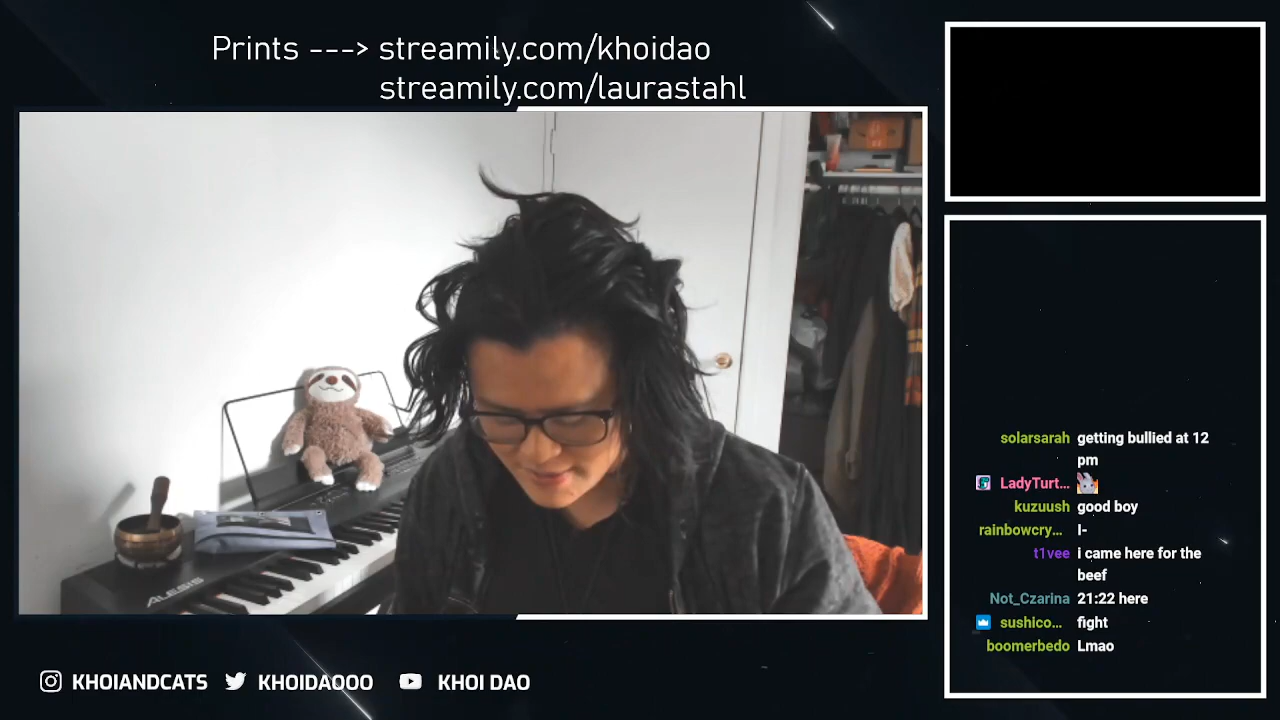 Prints ---> streamily.com/khoidao
streamily.com/laurastahl
ALESIS
solarsarah getting bullied at 12
pm
LadyTurt...
kuzuush good boy
rainbowcry... I-
t1vee i came here for the
beef
Not_Czarina 21:22 here
sushico... fight
boomerbedo Lmao
KHOIANDCATS KHOIDAOOO KHOI DAO